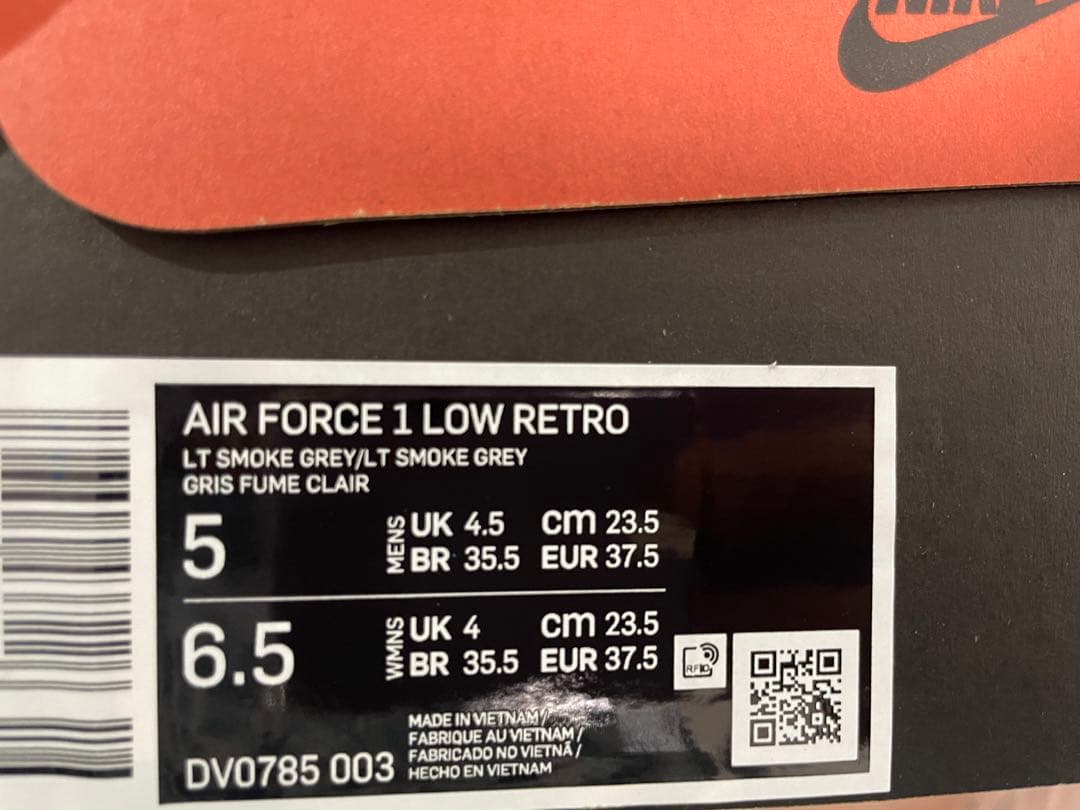 NIKE
AIR FORCE 1 LOW RETRO
LT SMOKE GREY/LT SMOKE GREY
GRIS FUME CLAIR
5 MENS UK 4.5 cm 23.5
BR 35.5 EUR 37.5
6.5 WMNS UK 4 cm 23.5
BR 35.5 EUR 37.5
RFID
MADE IN VIETNAM /
FABRIQUE AU VIETNAM /
FABRICADO NO VIETNÃ /
HECHO EN VIETNAM
DV0785 003